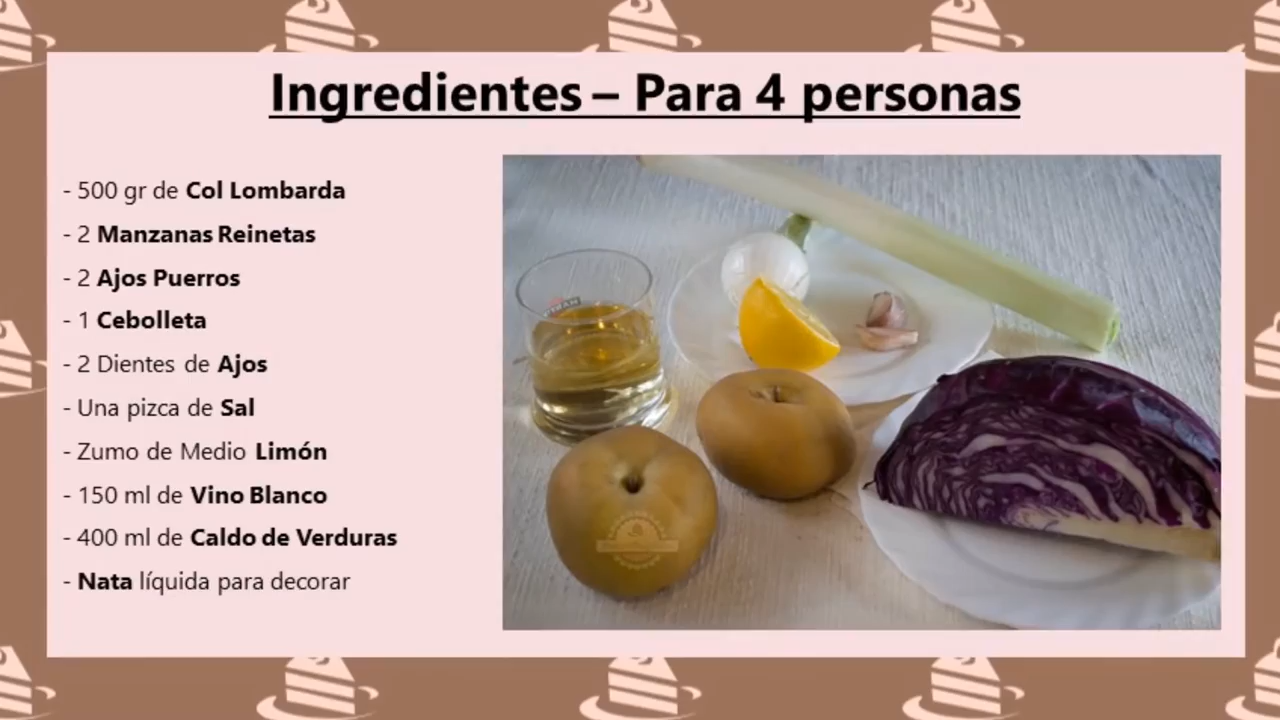 Ingredientes – Para 4 personas
- 500 gr de Col Lombarda
- 2 Manzanas Reinetas
- 2 Ajos Puerros
- 1 Cebolleta
- 2 Dientes de Ajos
- Una pizca de Sal
- Zumo de Medio Limón
- 150 ml de Vino Blanco
- 400 ml de Caldo de Verduras
- Nata líquida para decorar